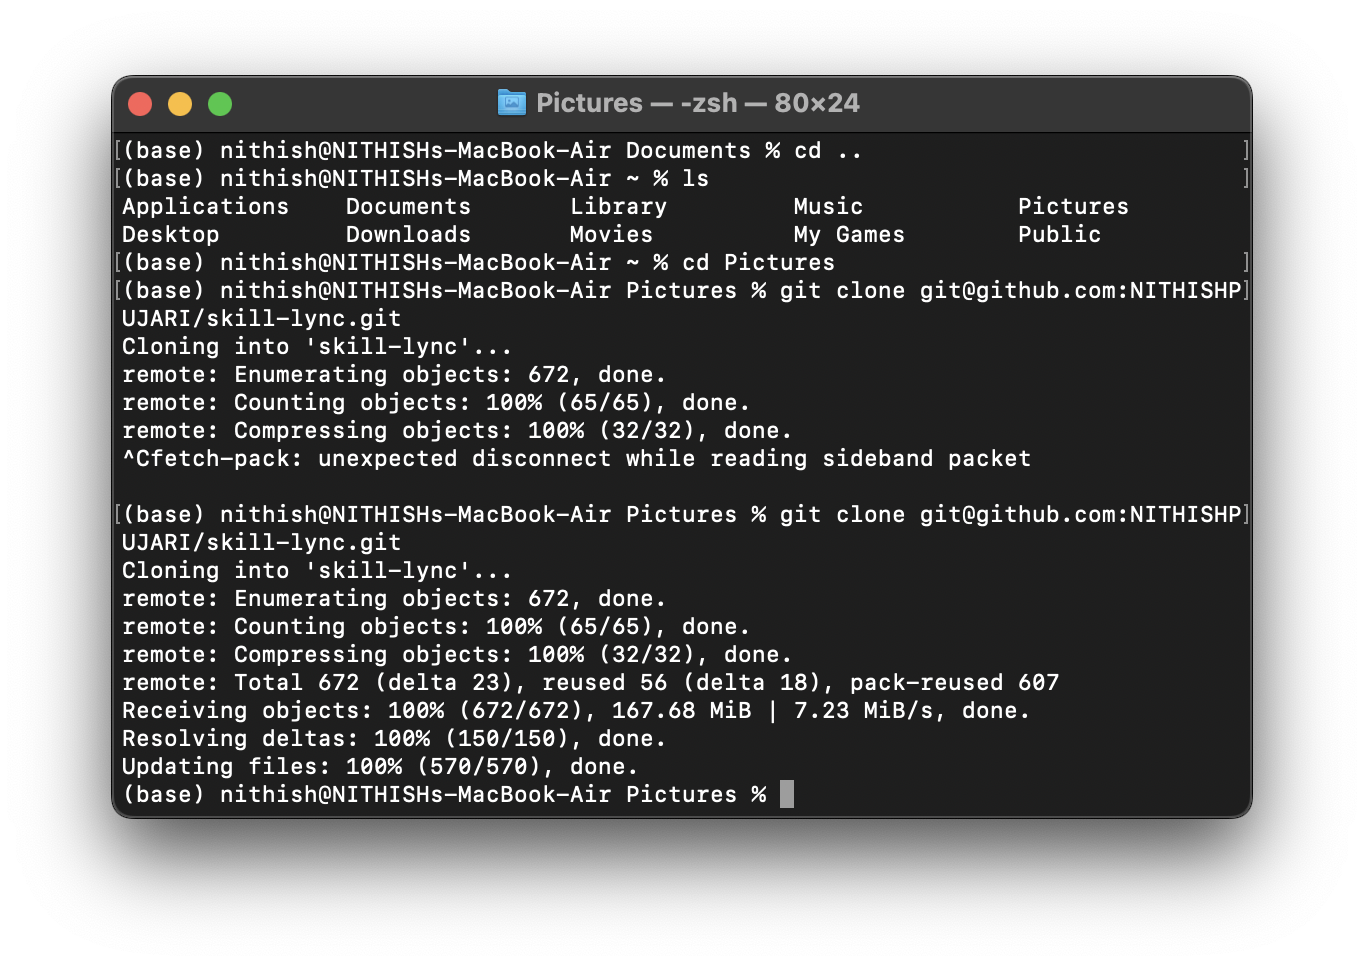 Pictures — -zsh — 80×24
[(base) nithish@NITHISHs-MacBook-Air Documents % cd .. ]
[(base) nithish@NITHISHs-MacBook-Air ~ % ls ]
Applications Documents Library Music Pictures
Desktop Downloads Movies My Games Public
[(base) nithish@NITHISHs-MacBook-Air ~ % cd Pictures ]
[(base) nithish@NITHISHs-MacBook-Air Pictures % git clone git@github.com:NITHISHP]
UJARI/skill-lync.git
Cloning into 'skill-lync'...
remote: Enumerating objects: 672, done.
remote: Counting objects: 100% (65/65), done.
remote: Compressing objects: 100% (32/32), done.
^Cfetch-pack: unexpected disconnect while reading sideband packet
[(base) nithish@NITHISHs-MacBook-Air Pictures % git clone git@github.com:NITHISHP]
UJARI/skill-lync.git
Cloning into 'skill-lync'...
remote: Enumerating objects: 672, done.
remote: Counting objects: 100% (65/65), done.
remote: Compressing objects: 100% (32/32), done.
remote: Total 672 (delta 23), reused 56 (delta 18), pack-reused 607
Receiving objects: 100% (672/672), 167.68 MiB | 7.23 MiB/s, done.
Resolving deltas: 100% (150/150), done.
Updating files: 100% (570/570), done.
(base) nithish@NITHISHs-MacBook-Air Pictures %